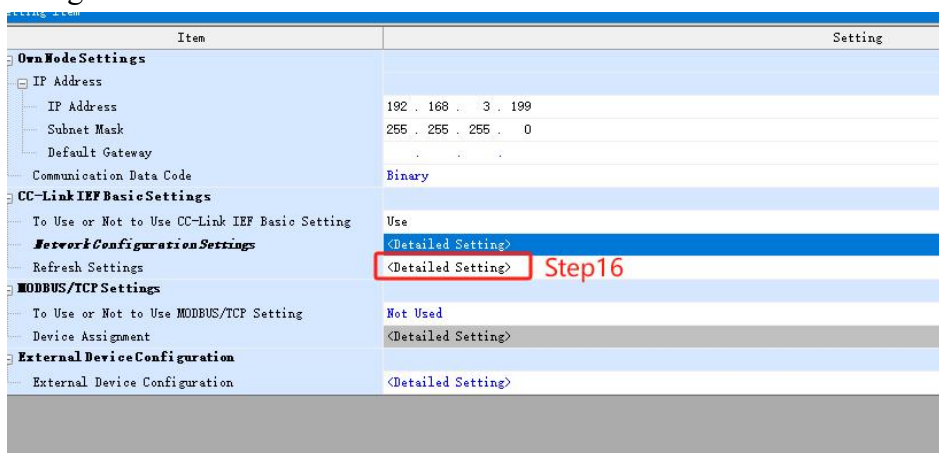 Item Setting
Own Node Settings
IP Address
IP Address 192 . 168 . 3 . 199
Subnet Mask 255 . 255 . 255 . 0
Default Gateway . . .
Communication Data Code Binary
CC-Link IEF Basic Settings
To Use or Not to Use CC-Link IEF Basic Setting Use
Network Configuration Settings <Detailed Setting>
Refresh Settings <Detailed Setting> Step16
MODBUS/TCP Settings
To Use or Not to Use MODBUS/TCP Setting Not Used
Device Assignment <Detailed Setting>
External Device Configuration
External Device Configuration <Detailed Setting>